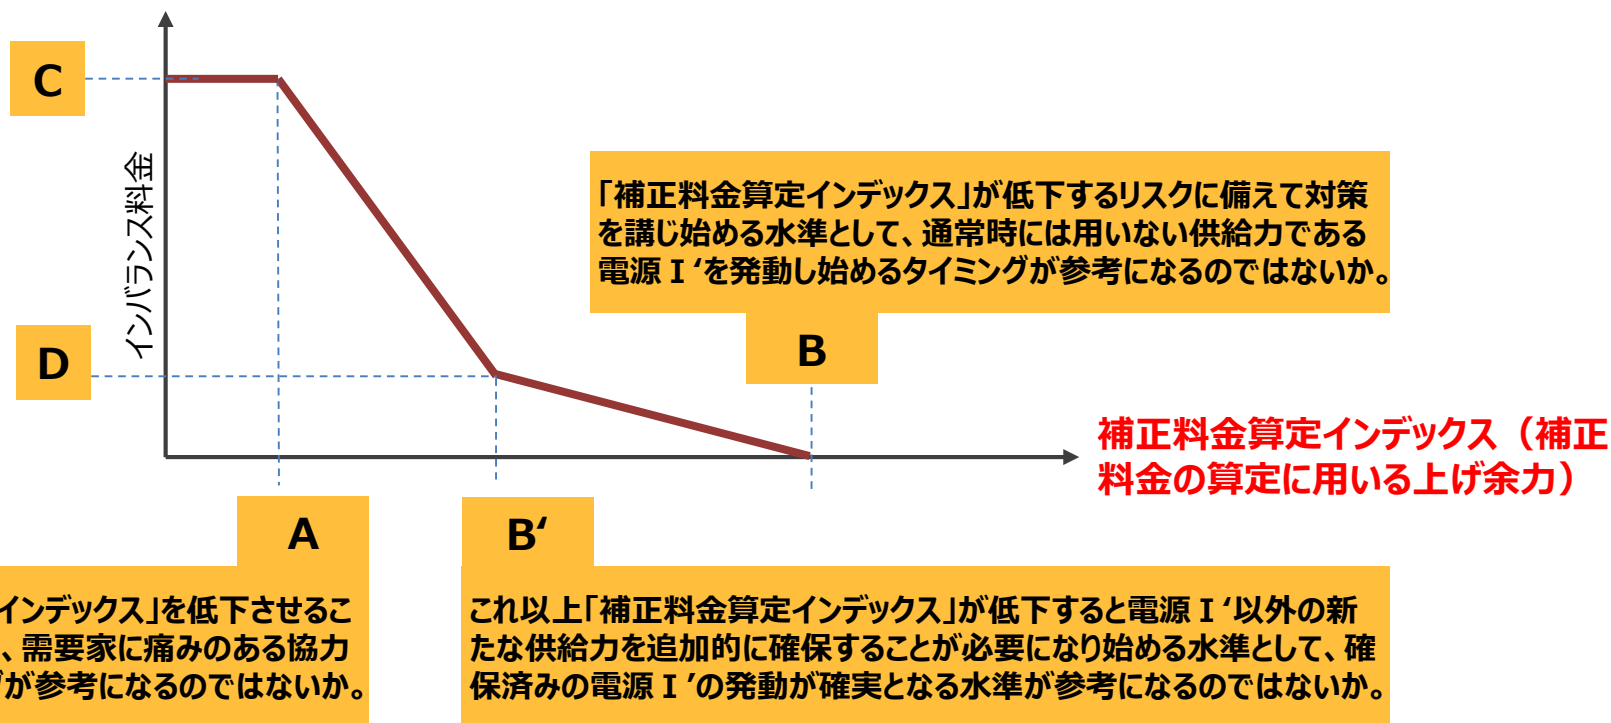 C
インバランス料金
「補正料金算定インデックス」が低下するリスクに備えて対策
を講じ始める水準として、通常時には用いない供給力である
電源Ⅰ‘を発動し始めるタイミングが参考になるのではないか。
B
D
補正料金算定インデックス（補正
料金の算定に用いる上げ余力）
A
インデックス」を低下させるこ
、需要家に痛みのある協力
が参考になるのではないか。
B‘
これ以上「補正料金算定インデックス」が低下すると電源Ⅰ‘以外の新
たな供給力を追加的に確保することが必要になり始める水準として、確
保済みの電源Ⅰ’の発動が確実となる水準が参考になるのではないか。